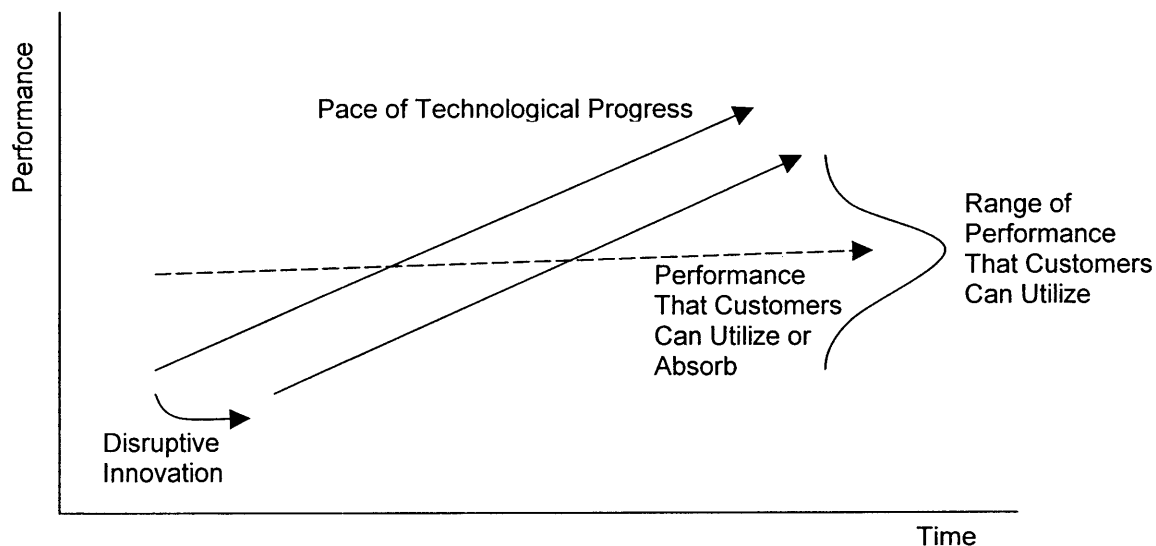 Performance
Pace of Technological Progress
Range of
Performance
That Customers
Can Utilize
Performance
That Customers
Can Utilize or
Absorb
Disruptive
Innovation
Time